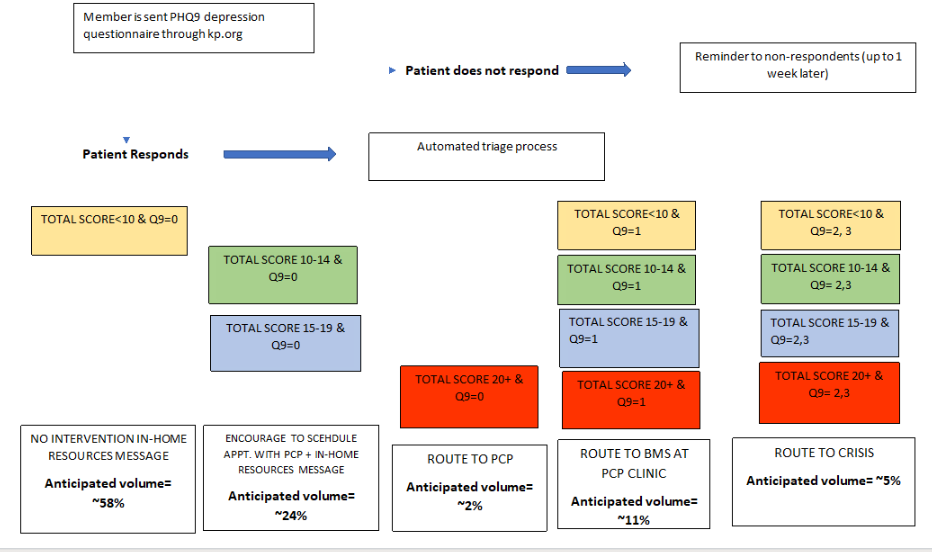 Member is sent PHQ9 depression
questionnaire through kp.org
Patient does not respond
Reminder to non-respondents (up to 1
week later)
Patient Responds
Automated triage process
TOTAL SCORE<10 & Q9=0
TOTAL SCORE 10-14 &
Q9=0
TOTAL SCORE 15-19 &
Q9=0
TOTAL SCORE 20+ &
Q9=0
TOTAL SCORE<10 &
Q9=1
TOTAL SCORE 10-14 &
Q9=1
TOTAL SCORE 15-19 &
Q9=1
TOTAL SCORE 20+ &
Q9=1
TOTAL SCORE<10 &
Q9=2, 3
TOTAL SCORE 10-14 &
Q9= 2,3
TOTAL SCORE 15-19 &
Q9=2,3
TOTAL SCORE 20+ &
Q9= 2,3
NO INTERVENTION IN-HOME
RESOURCES MESSAGE
Anticipated volume=
~58%
ENCOURAGE TO SCEHDULE
APPT. WITH PCP + IN-HOME
RESOURCES MESSAGE
Anticipated volume=
~24%
ROUTE TO PCP
Anticipated volume=
~2%
ROUTE TO BMS AT
PCP CLINIC
Anticipated volume=
~11%
ROUTE TO CRISIS
Anticipated volume= ~5%